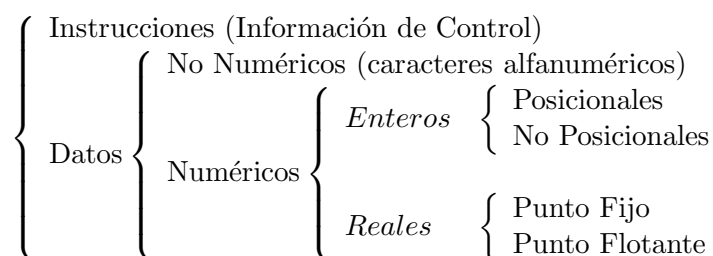 Instrucciones (Información de Control)
No Numéricos (caracteres alfanuméricos)
Posicionales
Enteros
No Posicionales
Datos
Numéricos
Punto Fijo
Reales
Punto Flotante